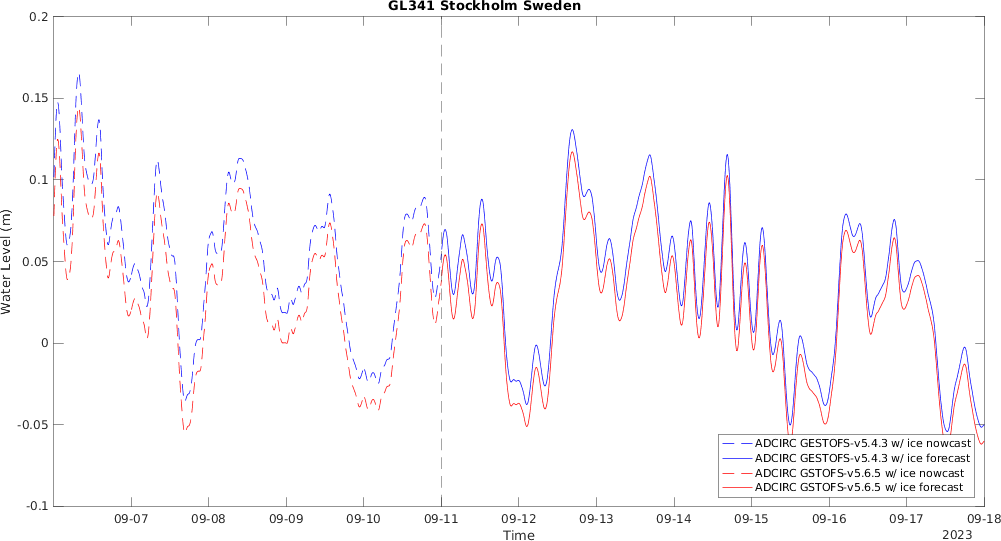 GL341 Stockholm Sweden
0.2
0.15
0.1
0.05
0
-0.05
-0.1
Water Level (m)
ADCIRC GESTOFS-v5.4.3 w/ ice nowcast
ADCIRC GESTOFS-v5.4.3 w/ ice forecast
ADCIRC GSTOFS-v5.6.5 w/ ice nowcast
ADCIRC GSTOFS-v5.6.5 w/ ice forecast
09-07 09-08 09-09 09-10 09-11 09-12 09-13 09-14 09-15 09-16 09-17 09-18
Time
2023